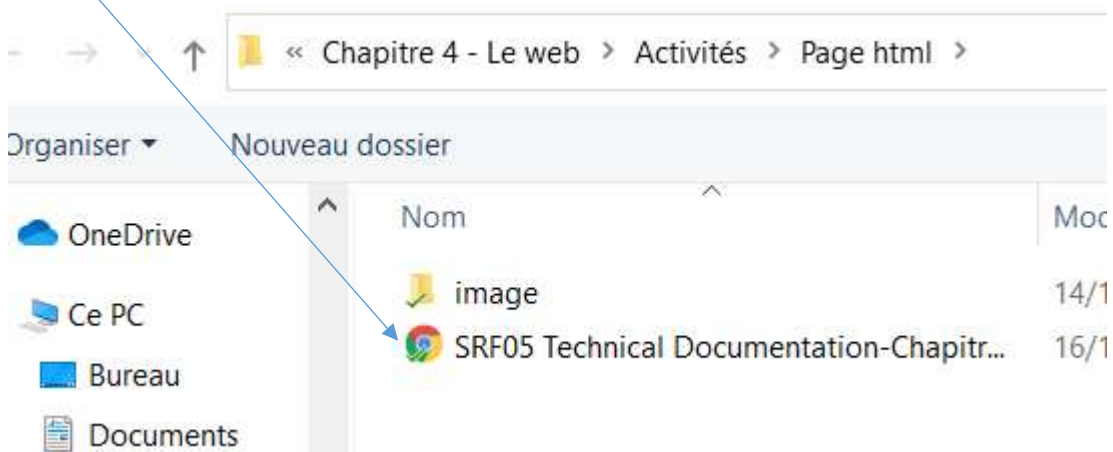 « Chapitre 4 - Le web > Activités > Page html >
Organiser Nouveau dossier
Nom Mod
OneDrive
image 14/1
Ce PC
SRF05 Technical Documentation-Chapitr... 16/1
Bureau
Documents